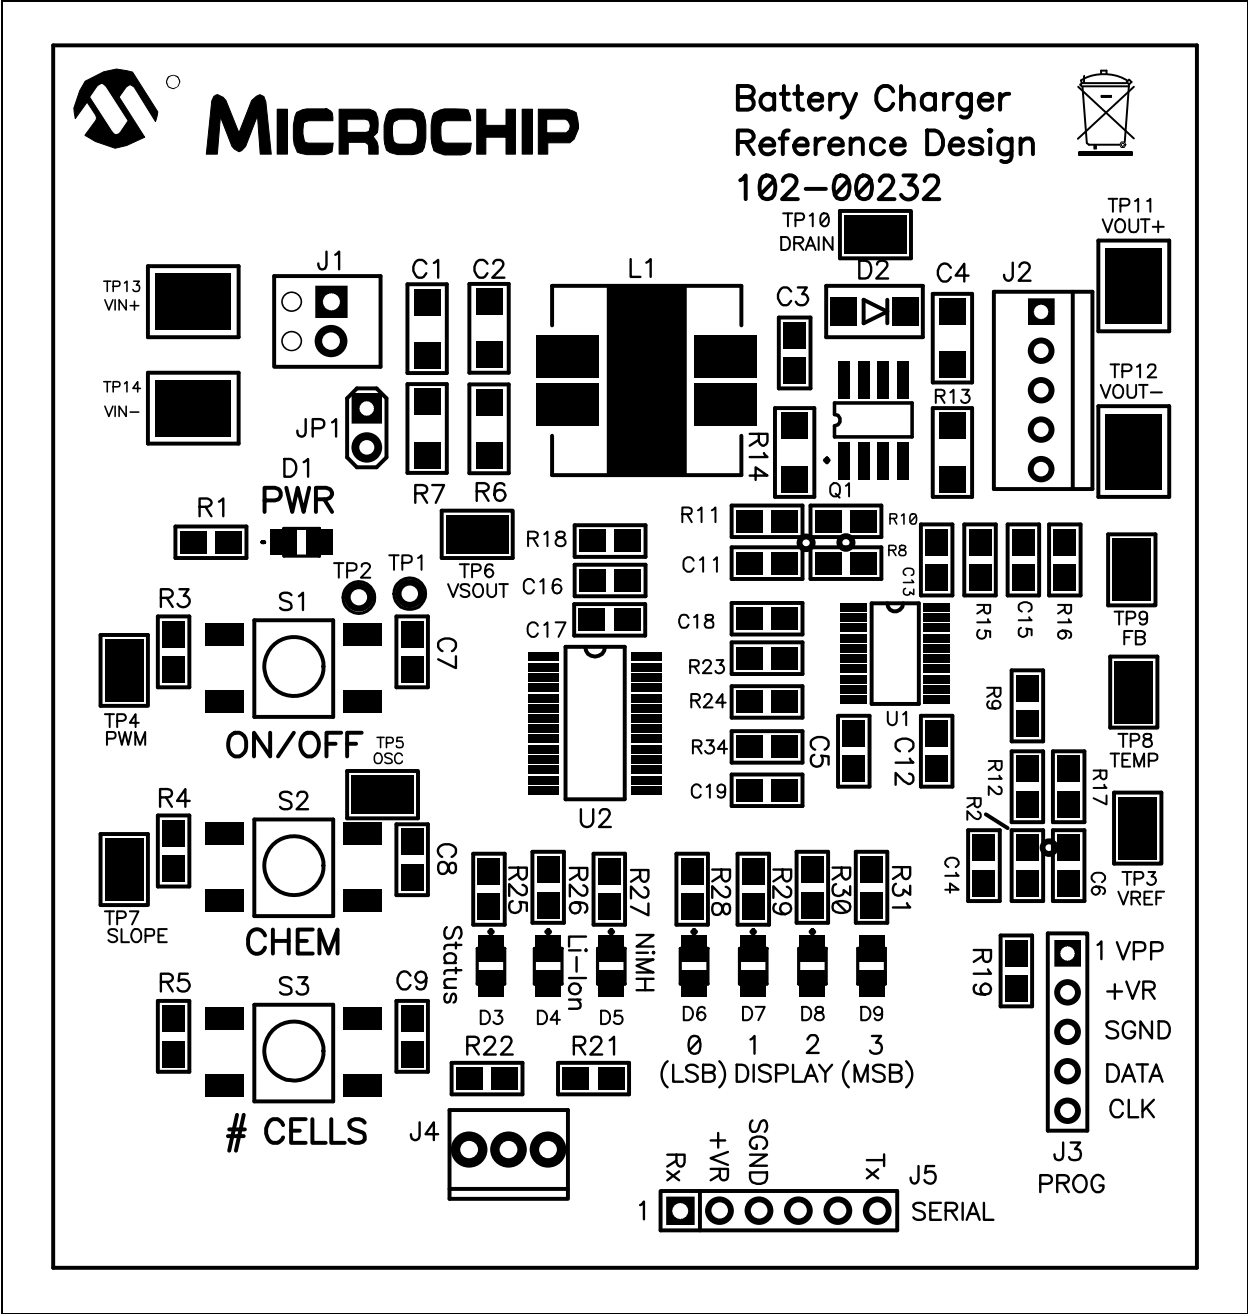 MICROCHIP
Battery Charger
Reference Design
102-00232
TP10
DRAIN
TP11
VOUT+
TP13
VIN+
J1
C1
C2
L1
C3
D2
C4
J2
TP14
VIN-
TP12
VOUT-
JP1
R14
R13
Q1
D1
PWR
R7
R6
R1
TP6
VSOUT
R18
R11
R10
R8
C16
C11
C13
R15
C15
R16
TP9
FB
TP2
TP1
R3
S1
C7
C17
C18
R23
R24
U1
R9
TP4
PWM
ON/OFF
TP5
OSC
R34
C5
C12
TP8
TEMP
R12
R17
R4
S2
C8
U2
C19
R2
C14
C6
TP3
VREF
TP7
SLOPE
CHEM
R25
R26
R27
R28
R29
R30
R31
Status
Li-Ion
NiMH
R19
1 VPP
+VR
SGND
DATA
CLK
R5
S3
C9
D3
D4
D5
D6
D7
D8
D9
0
1
2
3
(LSB) DISPLAY (MSB)
R22
R21
# CELLS
J4
J3
PROG
Rx
+VR
SGND
Tx
J5
1
SERIAL